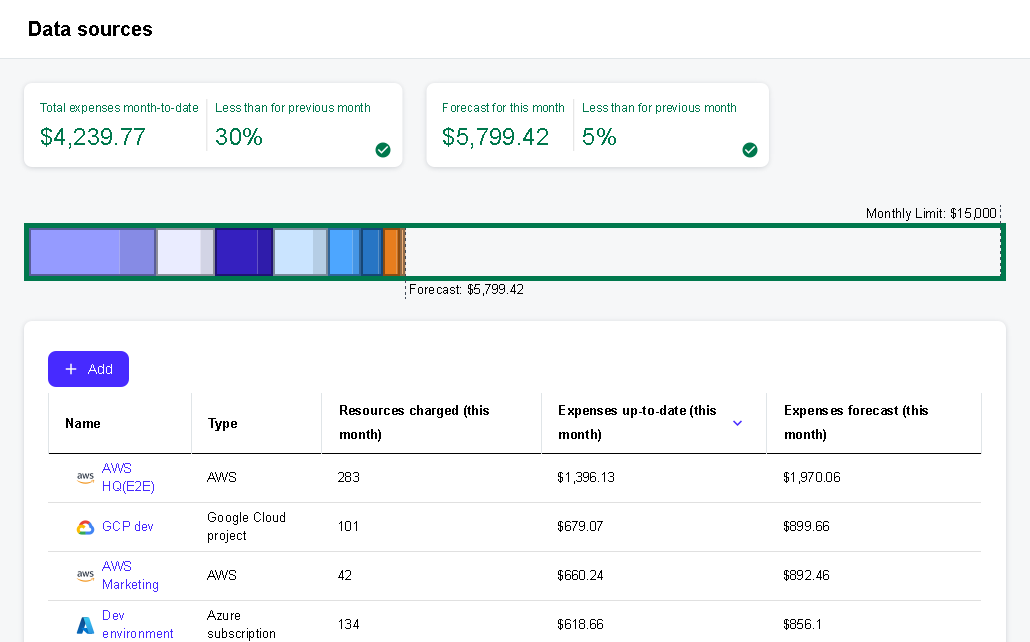 Data sources
Total expenses month-to-date
Less than for previous month
$4,239.77
30%
Forecast for this month
Less than for previous month
$5,799.42
5%
Monthly Limit: $15,000
Forecast: $5,799.42
+ Add
Name
Type
Resources charged (this
month)
Expenses up-to-date (this
month)
Expenses forecast (this
month)
aws
AWS
HQ(E2E)
AWS
283
$1,396.13
$1,970.06
GCP dev
Google Cloud
project
101
$679.07
$899.66
aws
AWS
Marketing
AWS
42
$660.24
$892.46
Dev
environment
Azure
subscription
134
$618.66
$856.1